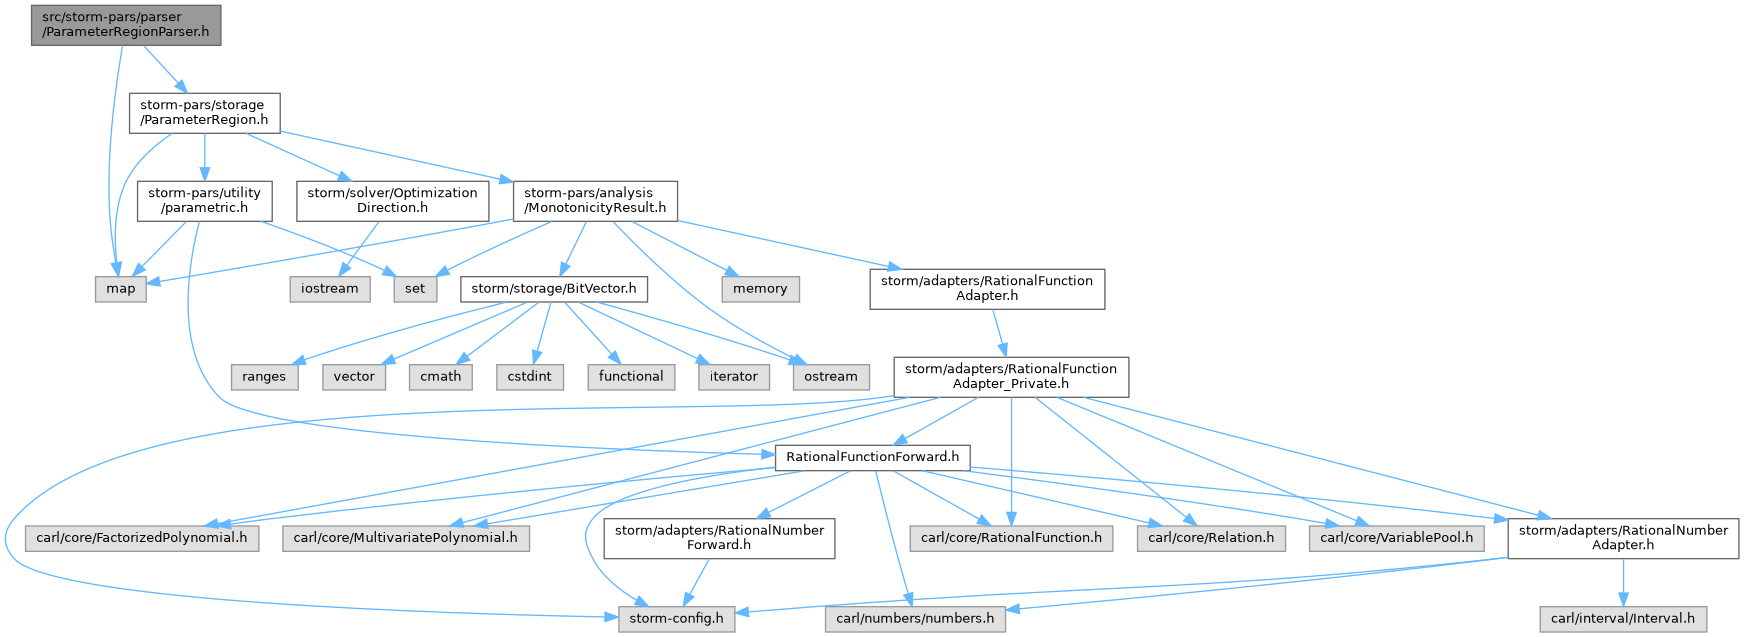 src/storm-pars/parser
/ParameterRegionParser.h
storm-pars/storage
/ParameterRegion.h
storm-pars/utility
/parametric.h
storm/solver/Optimization
Direction.h
storm-pars/analysis
/MonotonicityResult.h
map
iostream
set
storm/storage/BitVector.h
memory
storm/adapters/RationalFunction
Adapter.h
ranges
vector
cmath
cstdint
functional
iterator
ostream
storm/adapters/RationalFunction
Adapter_Private.h
RationalFunctionForward.h
carl/core/FactorizedPolynomial.h
carl/core/MultivariatePolynomial.h
storm/adapters/RationalNumber
Forward.h
carl/core/RationalFunction.h
carl/core/Relation.h
carl/core/VariablePool.h
storm/adapters/RationalNumber
Adapter.h
storm-config.h
carl/numbers/numbers.h
carl/interval/Interval.h